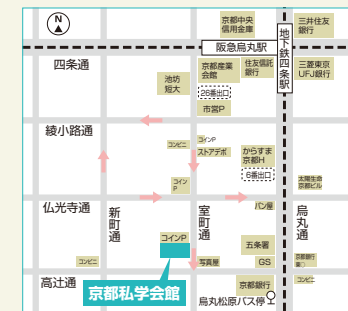 N
京都中央
信用金庫
三井住友
銀行
阪急烏丸駅
地下鉄四条駅
四条通
京都産業
会館
住友信託
銀行
三菱東京
UFJ銀行
池坊
短大
26番出口
市営P
綾小路通
コンビニ
コインP
ストアデポ
からすま
京都H
6番出口
コイン
P
太陽生命
京都ビル
仏光寺通
新町通
室町通
パン屋
烏丸通
コインP
五条署
コンビニ
写真屋
GS
京都銀行
高辻通
京都私学会館
京都銀行
コンビニ
烏丸松原バス停